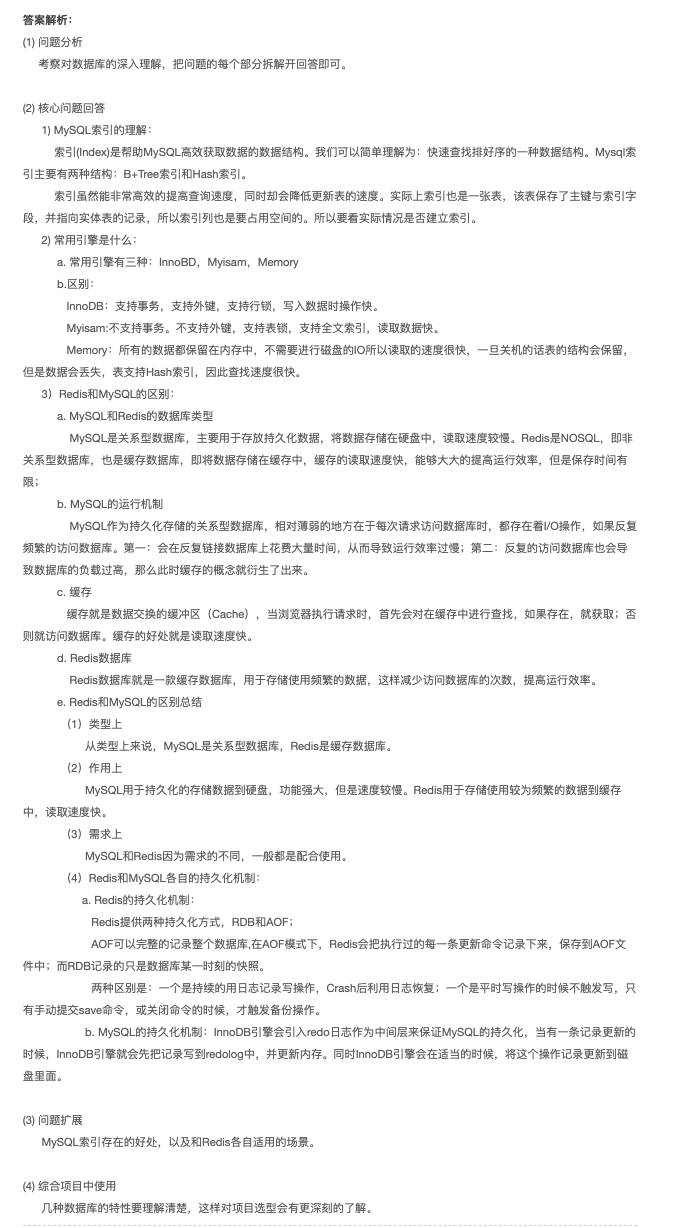 答案解析：
(1) 问题分析
考察对数据库的深入理解，把问题的每个部分拆解开回答即可。
(2) 核心问题回答
1) MySQL索引的理解：
索引(Index)是帮助MySQL高效获取数据的数据结构。我们可以简单理解为：快速查找排好序的一种数据结构。Mysql索
引主要有两种结构：B+Tree索引和Hash索引。
索引虽然能非常高效的提高查询速度，同时却会降低更新表的速度。实际上索引也是一张表，该表保存了主键与索引字
段，并指向实体表的记录，所以索引列也是要占用空间的。所以要看实际情况是否建立索引。
2) 常用引擎是什么：
a. 常用引擎有三种：InnoBD，Myisam，Memory
b.区别：
InnoDB：支持事务，支持外键，支持行锁，写入数据时操作快。
Myisam:不支持事务。不支持外键，支持表锁，支持全文索引，读取数据快。
Memory：所有的数据都保留在内存中，不需要进行磁盘的IO所以读取的速度很快，一旦关机的话表的结构会保留，
但是数据会丢失，表支持Hash索引，因此查找速度很快。
3）Redis和MySQL的区别：
a. MySQL和Redis的数据库类型
MySQL是关系型数据库，主要用于存放持久化数据，将数据存储在硬盘中，读取速度较慢。Redis是NOSQL，即非
关系型数据库，也是缓存数据库，即将数据存储在缓存中，缓存的读取速度快，能够大大的提高运行效率，但是保存时间有
限；
b. MySQL的运行机制
MySQL作为持久化存储的关系型数据库，相对薄弱的地方在于每次请求访问数据库时，都存在着I/O操作，如果反复
频繁的访问数据库。第一：会在反复链接数据库上花费大量时间，从而导致运行效率过慢；第二：反复的访问数据库也会导
致数据库的负载过高，那么此时缓存的概念就衍生了出来。
c. 缓存
缓存就是数据交换的缓冲区（Cache），当浏览器执行请求时，首先会对在缓存中进行查找，如果存在，就获取；否
则就访问数据库。缓存的好处就是读取速度快。
d. Redis数据库
Redis数据库就是一款缓存数据库，用于存储使用频繁的数据，这样减少访问数据库的次数，提高运行效率。
e. Redis和MySQL的区别总结
（1）类型上
从类型上来说，MySQL是关系型数据库，Redis是缓存数据库。
（2）作用上
MySQL用于持久化的存储数据到硬盘，功能强大，但是速度较慢。Redis用于存储使用较为频繁的数据到缓存
中，读取速度快。
（3）需求上
MySQL和Redis因为需求的不同，一般都是配合使用。
（4）Redis和MySQL各自的持久化机制：
a. Redis的持久化机制：
Redis提供两种持久化方式，RDB和AOF；
AOF可以完整的记录整个数据库,在AOF模式下，Redis会把执行过的每一条更新命令记录下来，保存到AOF文
件中；而RDB记录的只是数据库某一时刻的快照。
两种区别是：一个是持续的用日志记录写操作，Crash后利用日志恢复；一个是平时写操作的时候不触发写，只
有手动提交save命令，或关闭命令的时候，才触发备份操作。
b. MySQL的持久化机制：InnoDB引擎会引入redo日志作为中间层来保证MySQL的持久化，当有一条记录更新的
时候，InnoDB引擎就会先把记录写到redolog中，并更新内存。同时InnoDB引擎会在适当的时候，将这个操作记录更新到磁
盘里面。
(3) 问题扩展
MySQL索引存在的好处，以及和Redis各自适用的场景。
(4) 综合项目中使用
几种数据库的特性要理解清楚，这样对项目选型会有更深刻的了解。